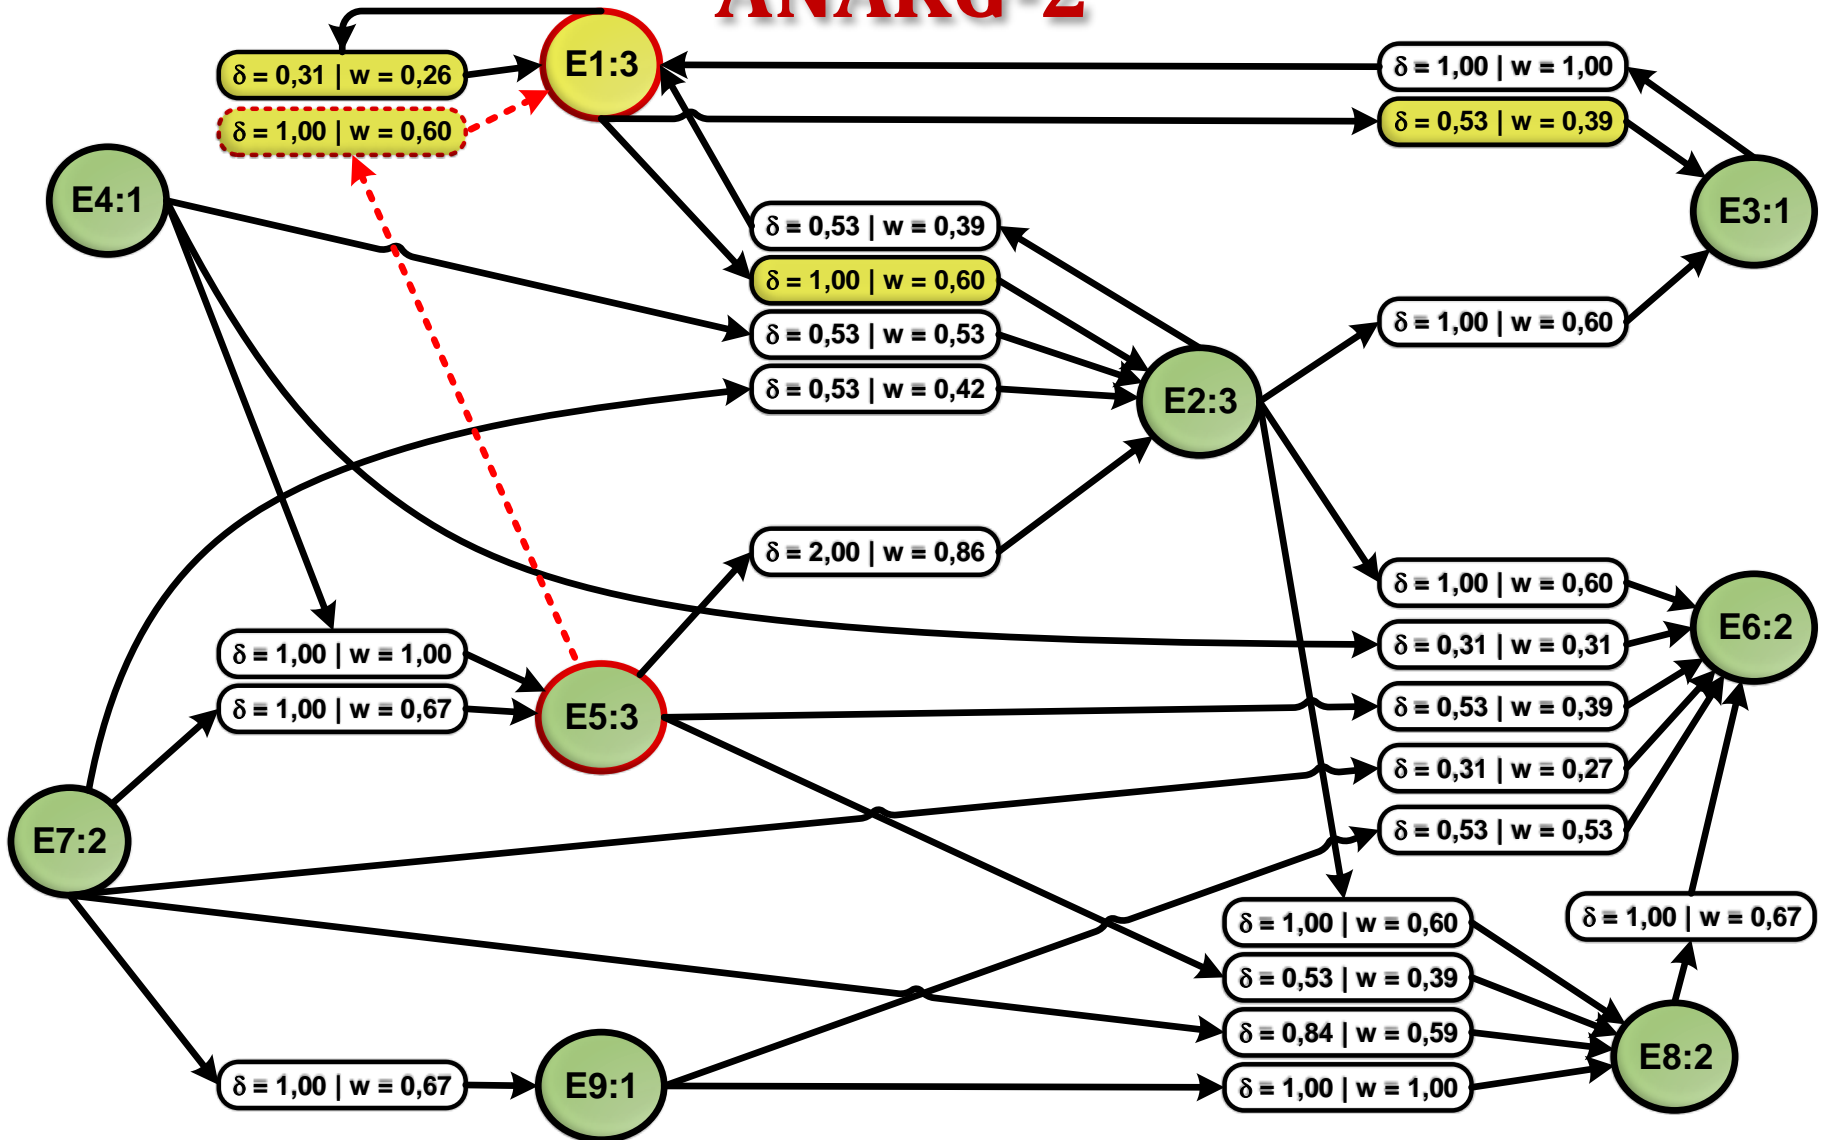 ANAKG-2
E1:3
δ = 0,31 | w = 0,26
δ = 1,00 | w = 1,00
δ = 0,53 | w = 0,39
δ = 1,00 | w = 0,60
E4:1
E3:1
δ = 0,53 | w = 0,39
δ = 1,00 | w = 0,60
δ = 0,53 | w = 0,53
δ = 1,00 | w = 0,60
δ = 0,53 | w = 0,42
E2:3
δ = 2,00 | w = 0,86
δ = 1,00 | w = 0,60
E6:2
δ = 0,31 | w = 0,31
δ = 1,00 | w = 1,00
δ = 0,53 | w = 0,39
δ = 1,00 | w = 0,67
E5:3
δ = 0,31 | w = 0,27
δ = 0,53 | w = 0,53
E7:2
δ = 1,00 | w = 0,60
δ = 1,00 | w = 0,67
δ = 0,53 | w = 0,39
δ = 0,84 | w = 0,59
E8:2
δ = 1,00 | w = 0,67
E9:1
δ = 1,00 | w = 1,00